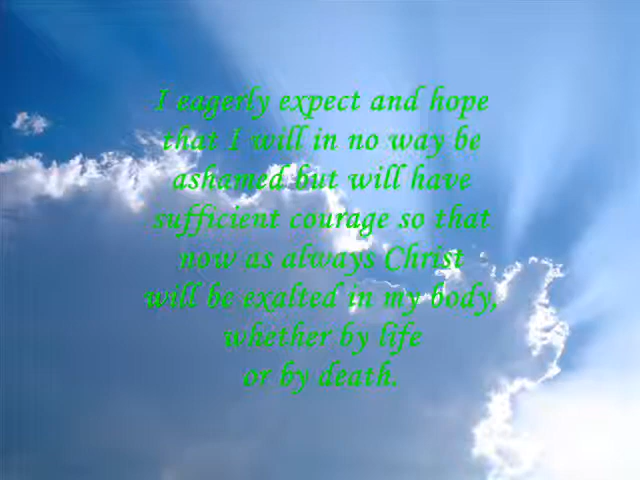 I eagerly expect and hope
that I will in no way be
ashamed but will have
sufficient courage so that
now as always Christ
will be exalted in my body,
whether by life
or by death.